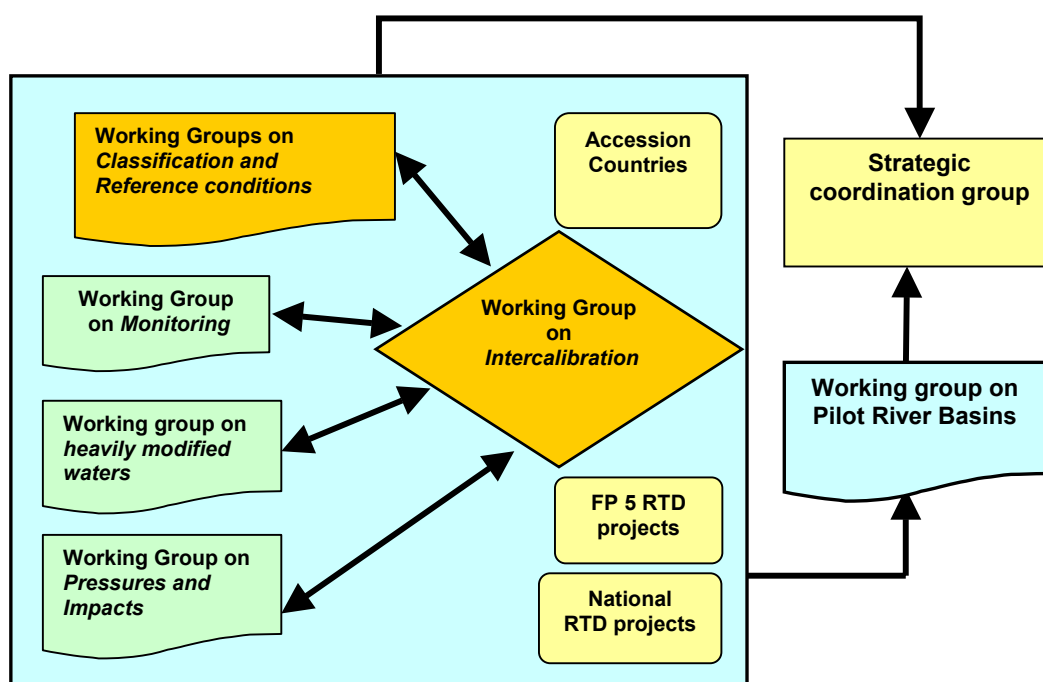 Working Groups on
Classification and
Reference conditions
Accession
Countries
Strategic
coordination group
Working Group
on Monitoring
Working Group
on
Intercalibration
Working group on
Pilot River Basins
Working group on
heavily modified
waters
FP 5 RTD
projects
Working Group on
Pressures and
Impacts
National
RTD projects